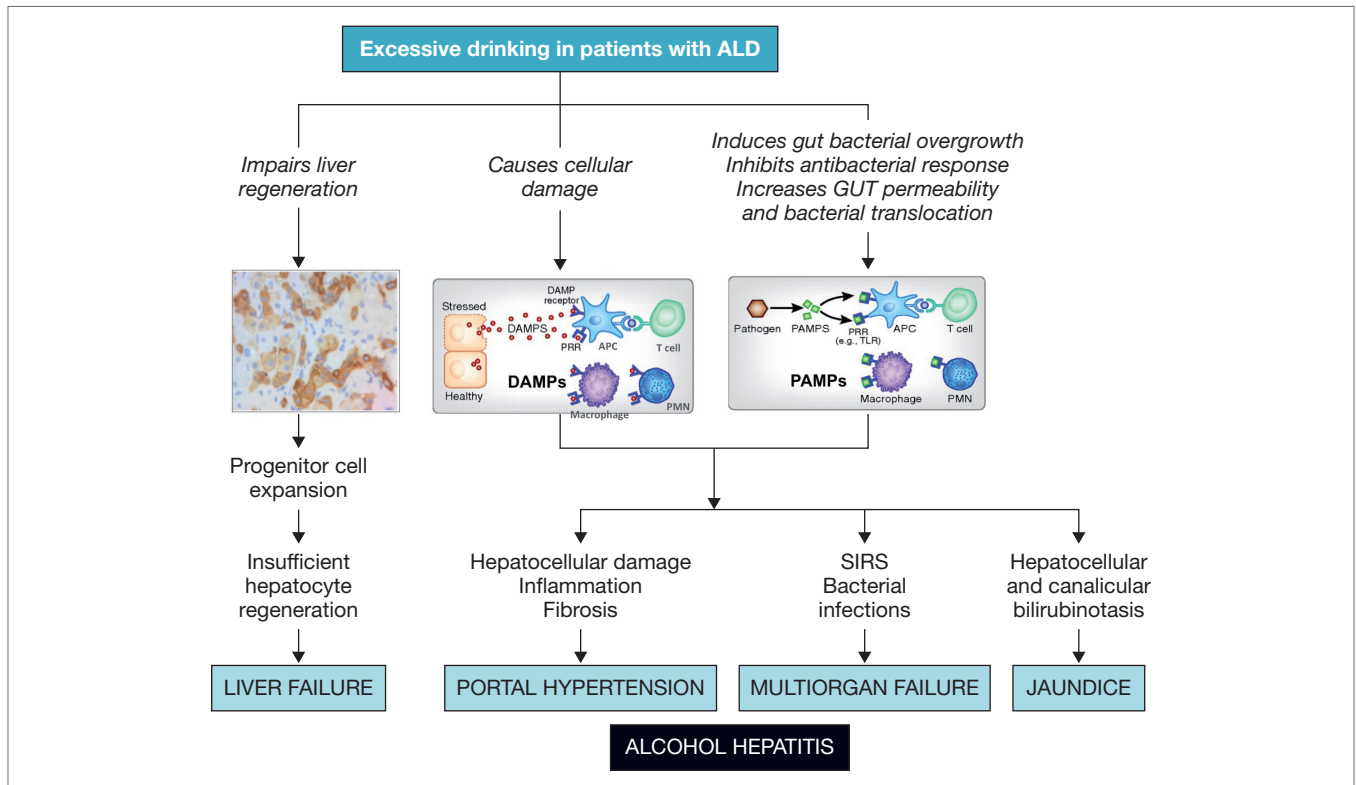 Excessive drinking in patients with ALD
Impairs liver
regeneration
Causes cellular
damage
Induces gut bacterial overgrowth
Inhibits antibacterial response
Increases GUT permeability
and bacterial translocation
Stressed
DAMP
receptor
DAMPS
PRR
APC
T cell
DAMPs
Healthy
Macrophage
PMN
Pathogen
PAMPS
PRR
(e.g., TLR)
APC
T cell
PAMPs
Macrophage
PMN
Progenitor cell
expansion
Insufficient
hepatocyte
regeneration
Hepatocellular damage
Inflammation
Fibrosis
SIRS
Bacterial
infections
Hepatocellular
and canalicular
bilirubinotasis
LIVER FAILURE
PORTAL HYPERTENSION
MULTIORGAN FAILURE
JAUNDICE
ALCOHOL HEPATITIS